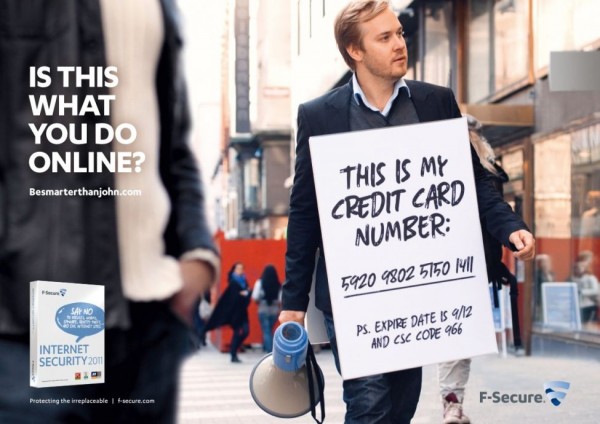 IS THIS
WHAT
YOU DO
ONLINE?
Besmarterthanjohn.com
THIS IS MY
CREDIT CARD
NUMBER:
5920 9802 5150 1411
PS. EXPIRE DATE IS 9/12
AND CSC CODE 966
F-Secure.
SAY NO
INTERNET
SECURITY 2011
Protecting the irreplaceable | f-secure.com
F-Secure.